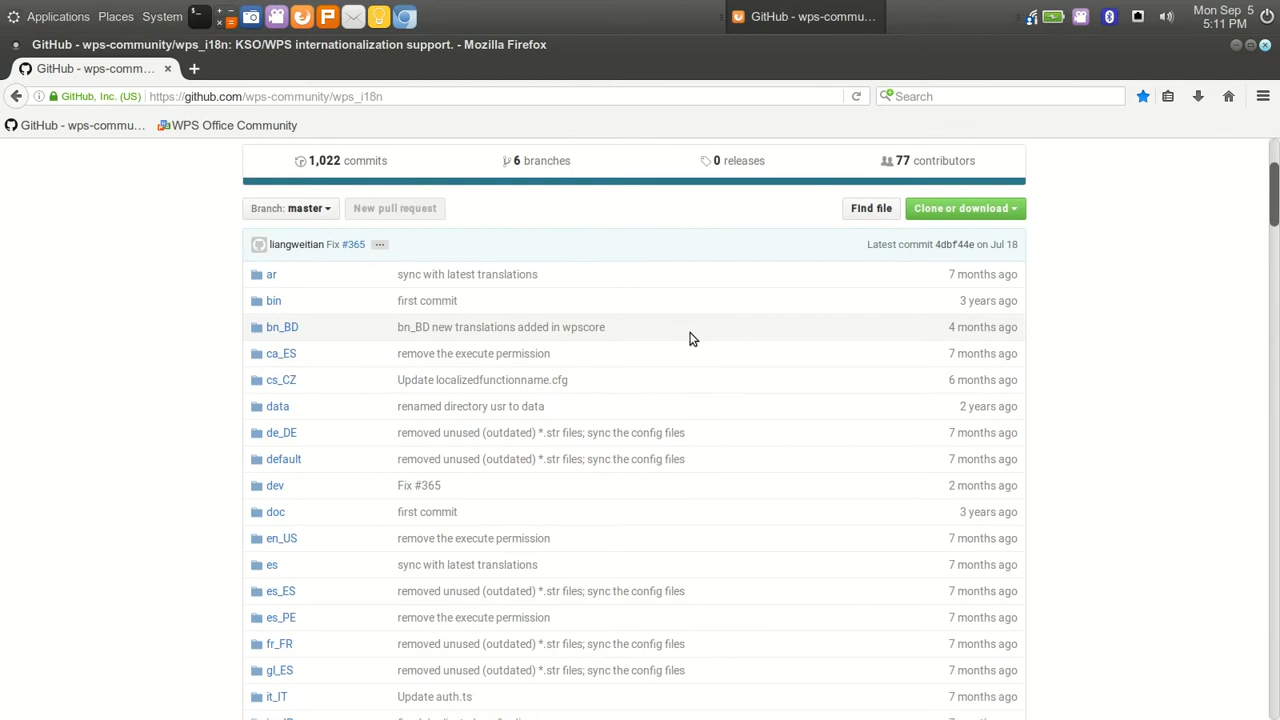 Applications Places System
GitHub - wps-commu...
Mon Sep 5
5:11 PM
GitHub - wps-community/wps_i18n: KSO/WPS internationalization support. - Mozilla Firefox
GitHub - wps-comm... × +
GitHub, Inc. (US) https://github.com/wps-community/wps_i18n Search
GitHub - wps-commu... WPS Office Community
1,022 commits 6 branches 0 releases 77 contributors
Branch: master New pull request Find file Clone or download
liangweitian Fix #365 ... Latest commit 4dbf44e on Jul 18
ar sync with latest translations 7 months ago
bin first commit 3 years ago
bn_BD bn_BD new translations added in wpscore 4 months ago
ca_ES remove the execute permission 7 months ago
cs_CZ Update localizedfunctionname.cfg 6 months ago
data renamed directory usr to data 2 years ago
de_DE removed unused (outdated) *.str files; sync the config files 7 months ago
default removed unused (outdated) *.str files; sync the config files 7 months ago
dev Fix #365 2 months ago
doc first commit 3 years ago
en_US remove the execute permission 7 months ago
es sync with latest translations 7 months ago
es_ES removed unused (outdated) *.str files; sync the config files 7 months ago
es_PE remove the execute permission 7 months ago
fr_FR removed unused (outdated) *.str files; sync the config files 7 months ago
gl_ES removed unused (outdated) *.str files; sync the config files 7 months ago
it_IT Update auth.ts 7 months ago